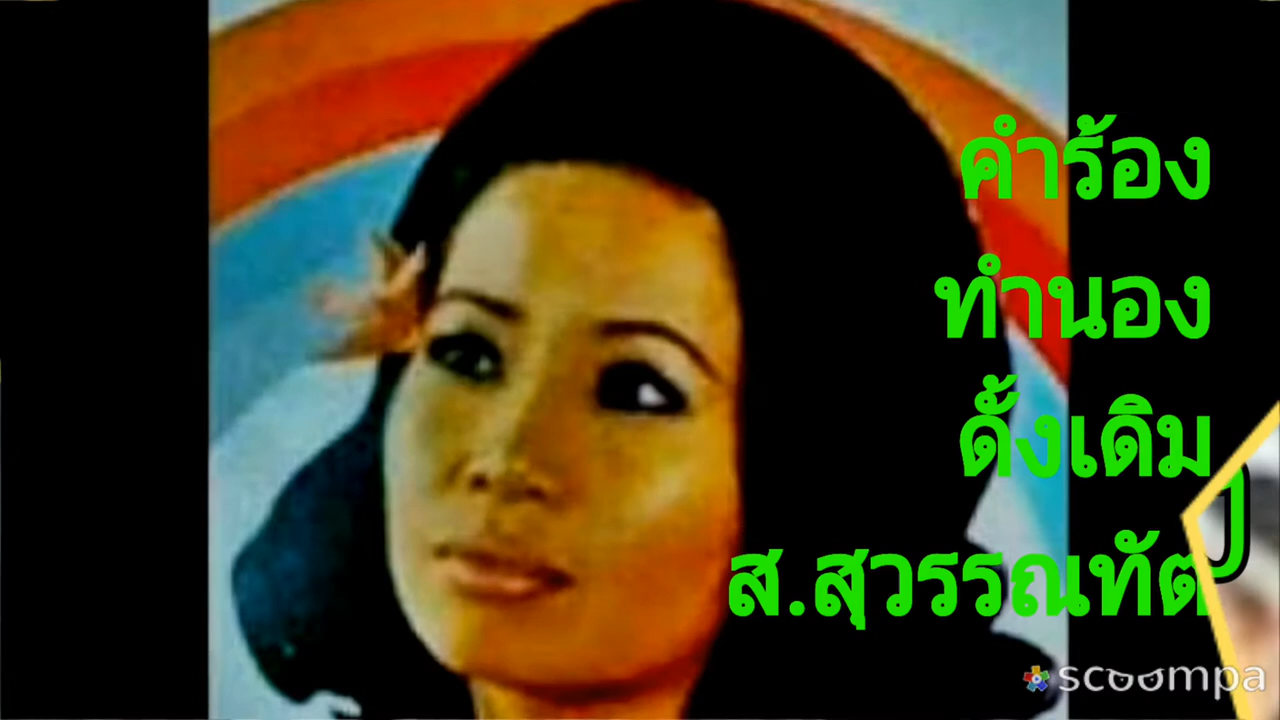 คำร้อง
ทำนอง
ดั้งเดิม
ส.สุวรรณทัต
scoompa